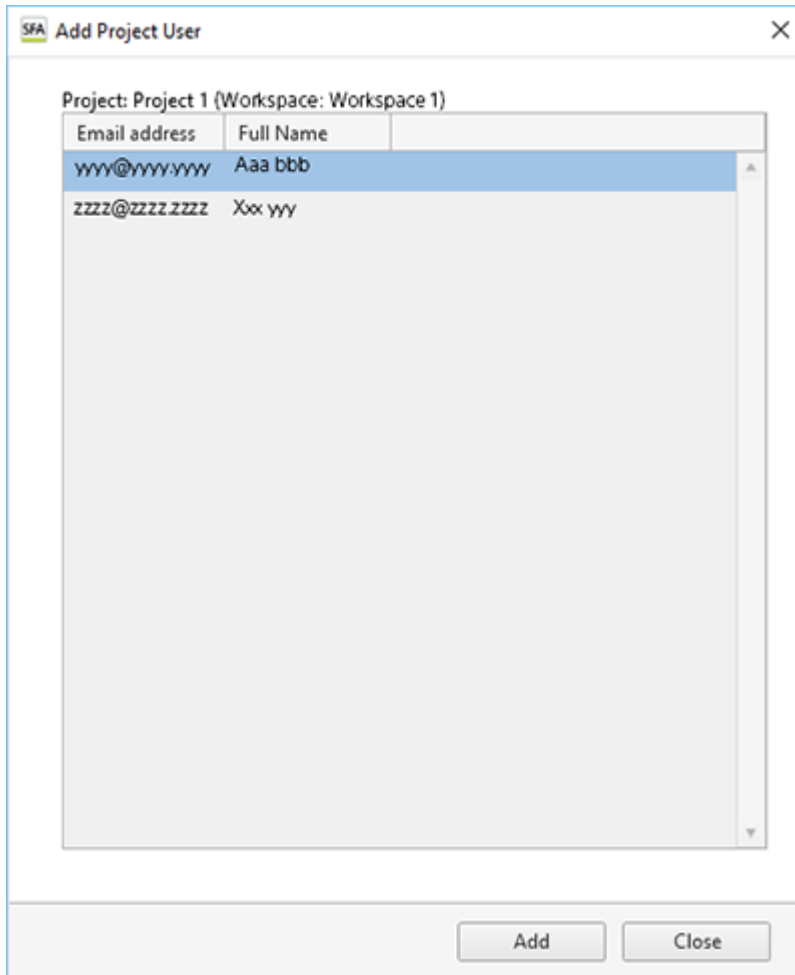 SFA Add Project User
Project: Project 1 (Workspace: Workspace 1)
Email address Full Name
yyyy@yyyy.yyyy Aaa bbb
zzzz@zzzz.zzzz Xxx yyy
Add Close